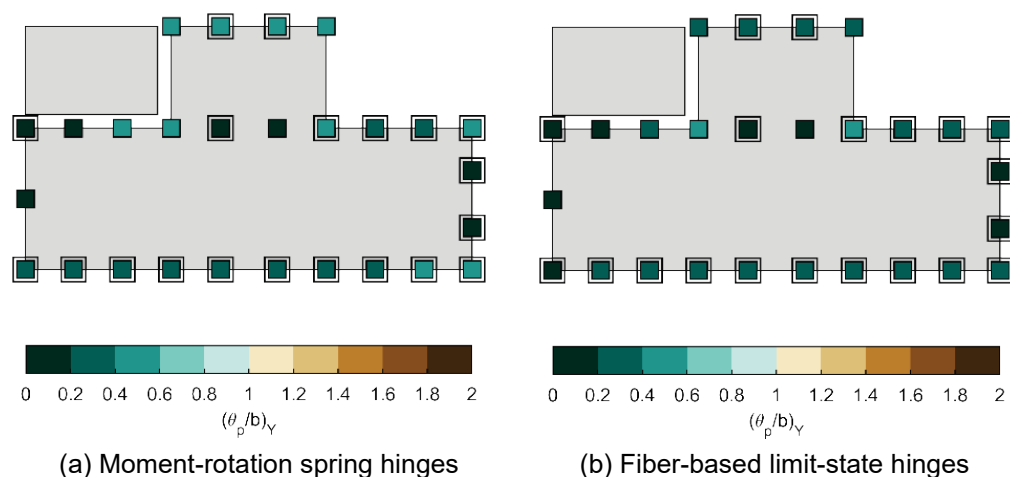 0 0.2 0.4 0.6 0.8 1 1.2 1.4 1.6 1.8 2
(θp/b)Y
(a) Moment-rotation spring hinges
0 0.2 0.4 0.6 0.8 1 1.2 1.4 1.6 1.8 2
(θp/b)Y
(b) Fiber-based limit-state hinges